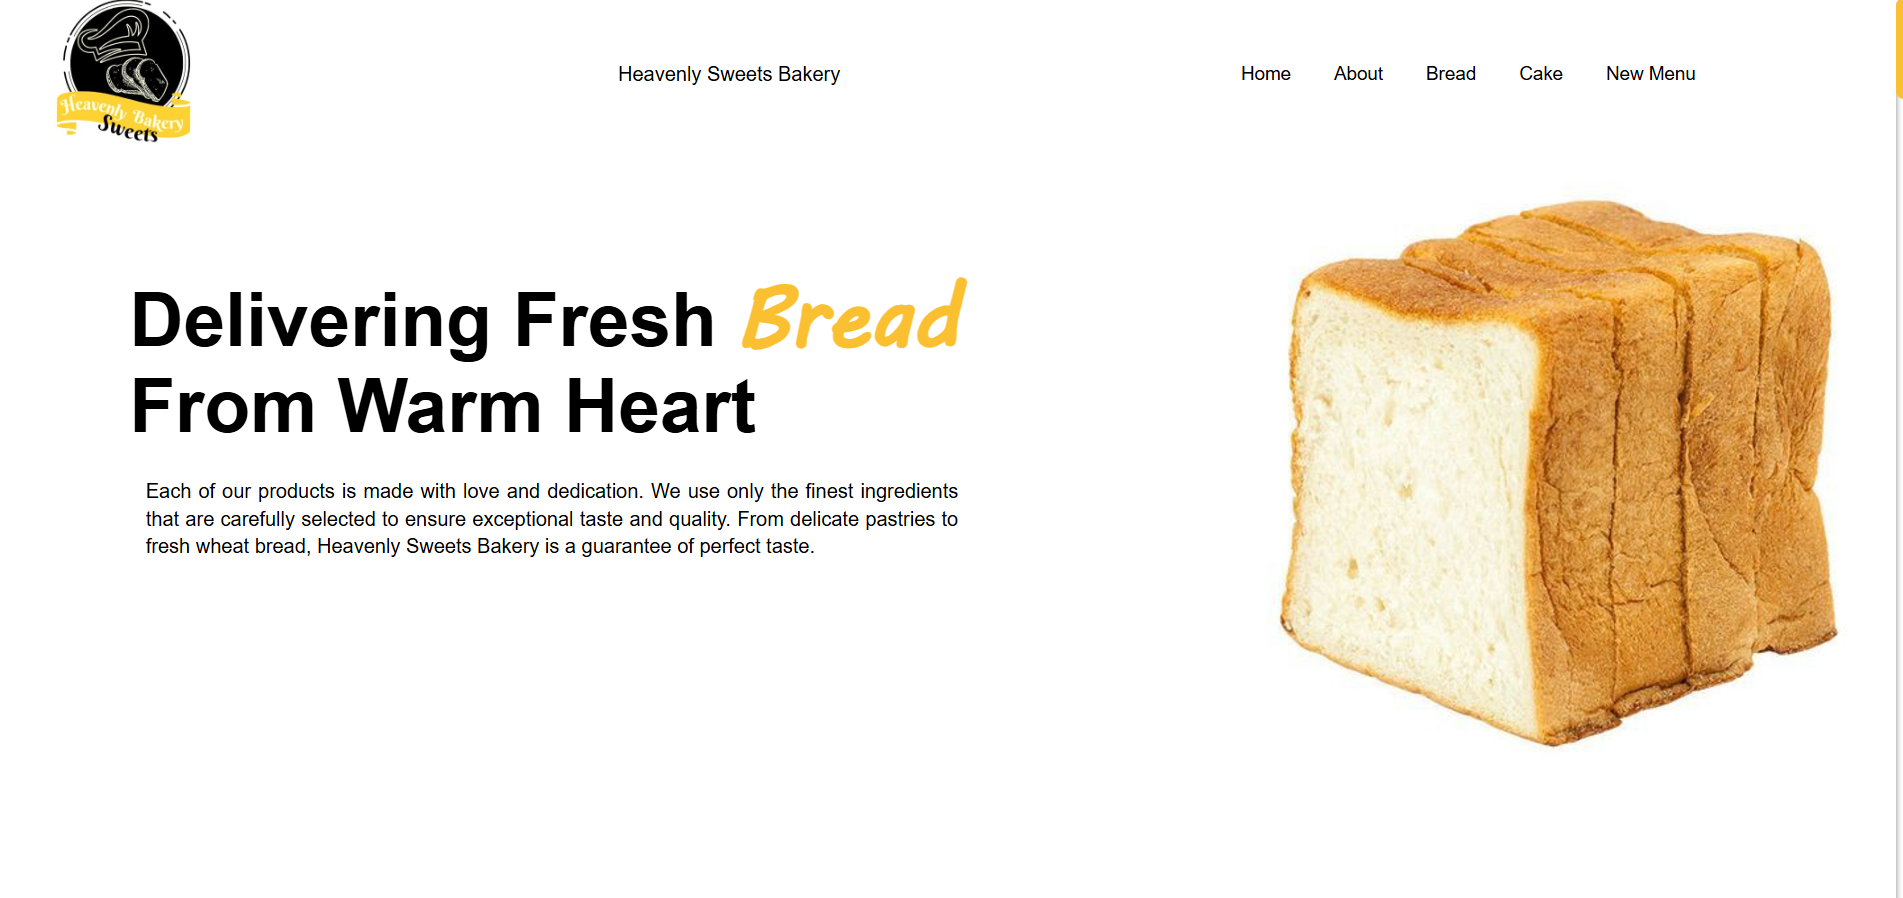 Heavenly Bakery
Sweets
Heavenly Sweets Bakery
Home About Bread Cake New Menu
Delivering Fresh Bread
From Warm Heart
Each of our products is made with love and dedication. We use only the finest ingredients
that are carefully selected to ensure exceptional taste and quality. From delicate pastries to
fresh wheat bread, Heavenly Sweets Bakery is a guarantee of perfect taste.